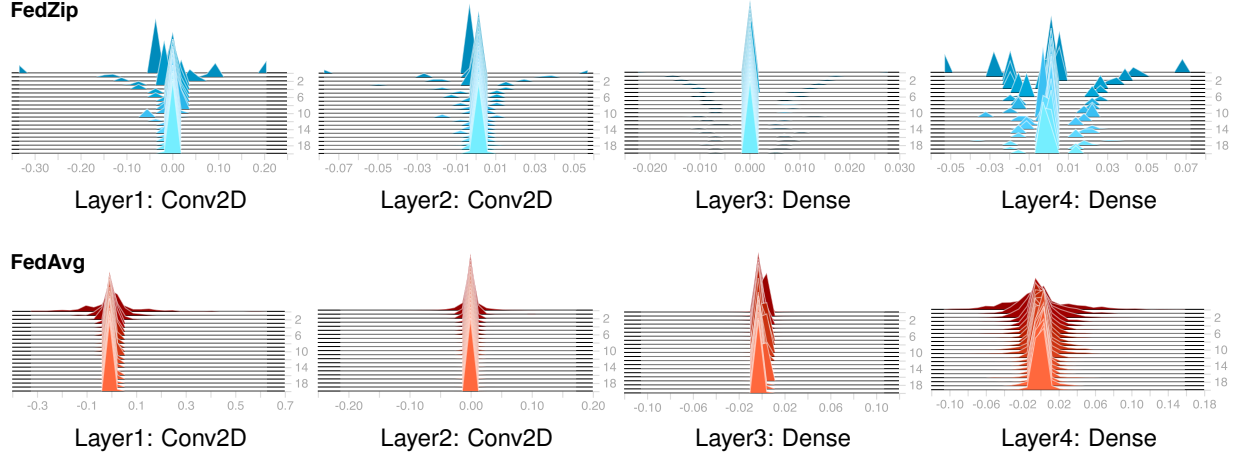 FedZip
2
6
10
14
18
-0.30 -0.20 -0.10 0.00 0.10 0.20
Layer1: Conv2D
2
6
10
14
18
-0.07 -0.05 -0.03 -0.01 0.01 0.03 0.05
Layer2: Conv2D
2
6
10
14
18
-0.020 -0.010 0.000 0.010 0.020 0.030
Layer3: Dense
2
6
10
14
18
-0.05 -0.03 -0.01 0.01 0.03 0.05 0.07
Layer4: Dense
FedAvg
2
6
10
14
18
-0.3 -0.1 0.1 0.3 0.5 0.7
Layer1: Conv2D
2
6
10
14
18
-0.20 0.00 0.10 0.20
Layer2: Conv2D
2
6
10
14
18
-0.10 -0.06 -0.02 0.02 0.06 0.10
Layer3: Dense
2
6
10
14
18
-0.10 -0.06 -0.02 0.02 0.06 0.10 0.14 0.18
Layer4: Dense